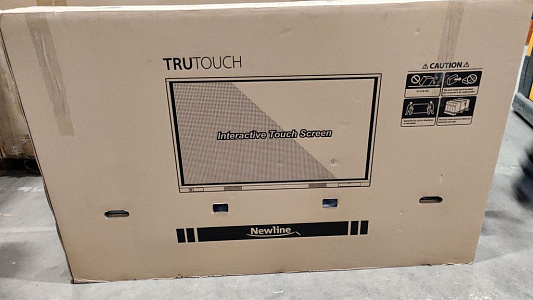 TRUTOUCH
CAUTION
Interactive Touch Screen
Newline